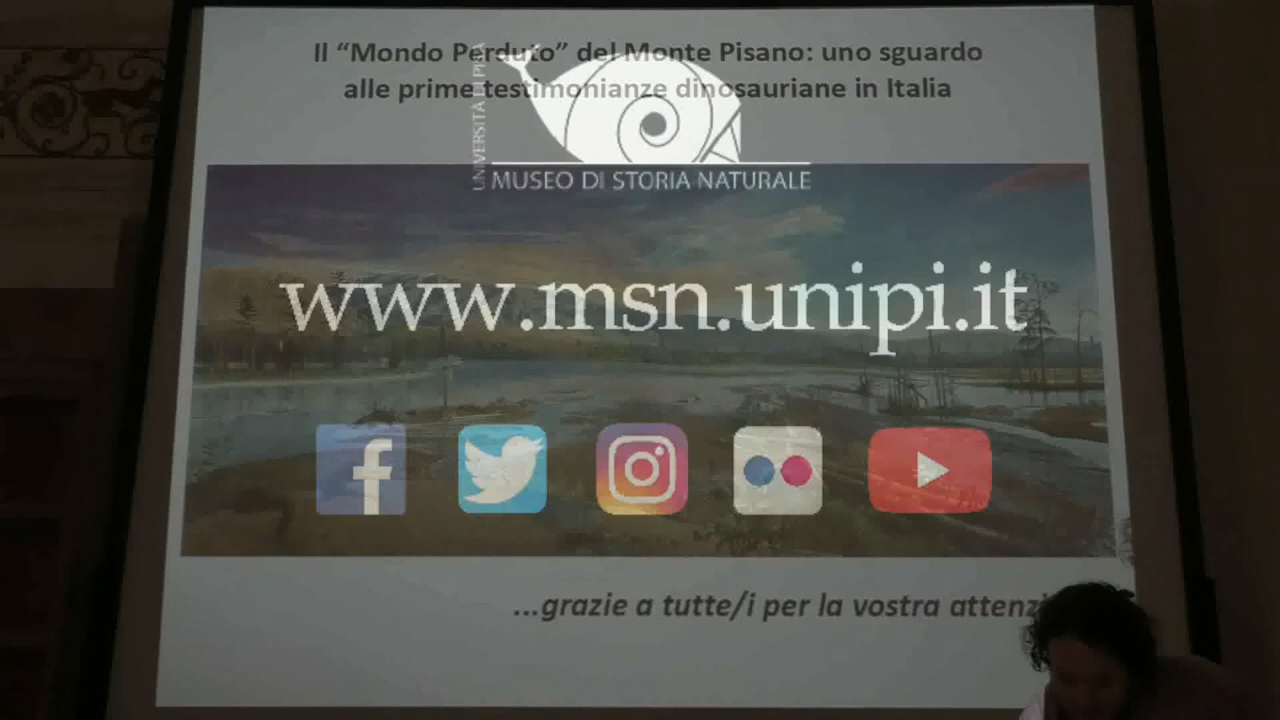 Il “Mondo Perduto” del Monte Pisano: uno sguardo
alle prime testimonianze dinosauriane in Italia
UNIVERSITÀ DI PISA
MUSEO DI STORIA NATURALE
www.msn.unipi.it
...grazie a tutte/i per la vostra